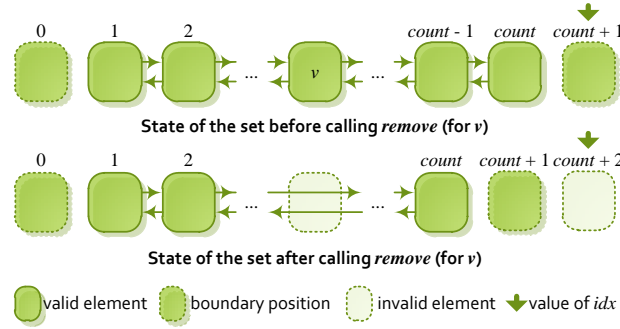 0 1 2 count - 1 count count + 1
... v ...
State of the set before calling remove (for v)
0 1 2 count count + 1 count + 2
... ...
State of the set after calling remove (for v)
valid element boundary position invalid element value of idx